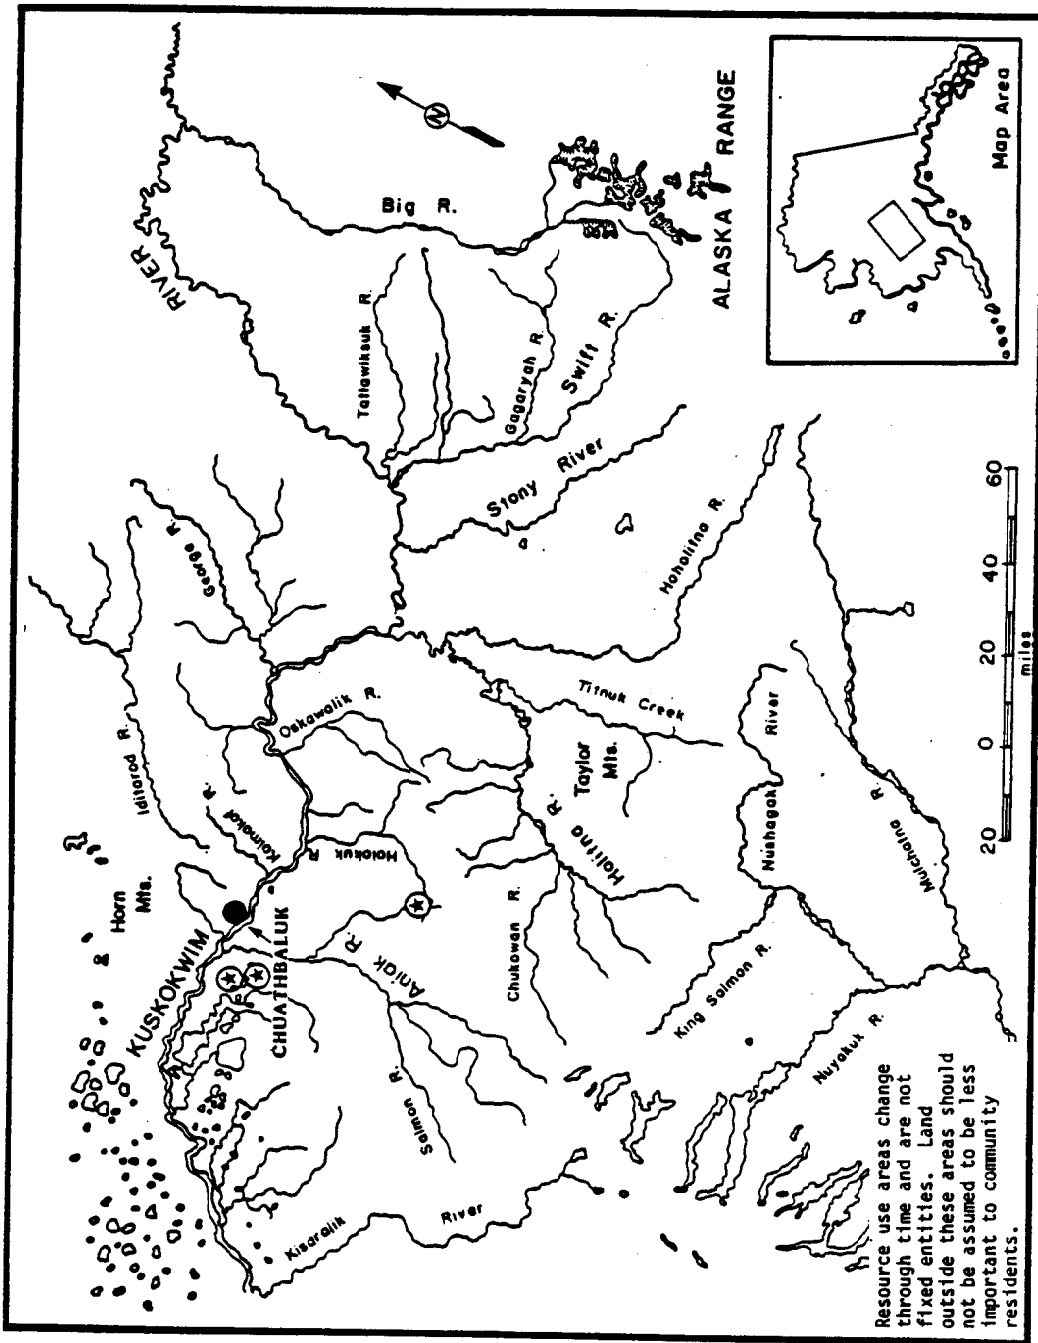 KUSKOKWIM
RIVER
Horn
Mts.
Iditarod R.
George R.
Kolmakof R.
Oskawalik R.
Holokuk R.
CHUATHBALUK
Aniak R.
Salmon R.
Kisaralik
River
Chukowan R.
Holitna R.
Taylor
Mts.
Titnuk Creek
Hoholitna R.
Stony
River
Swift R.
Gagaryah R.
Tatlawiksuk R.
Big R.
N
ALASKA RANGE
Nushagak
River
King Salmon R.
Nuyakuk R.
Mulchatna R.
Map Area
20 0 20 40 60
miles
Resource use areas change
through time and are not
fixed entities. Land
outside these areas should
not be assumed to be less
important to community
residents.